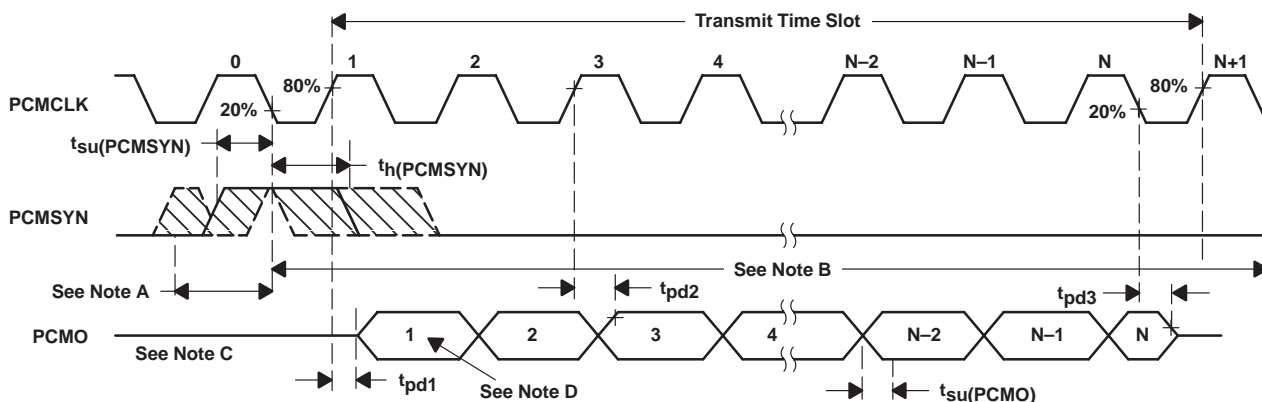 Transmit Time Slot
0 1 2 3 4 N–2 N–1 N N+1
PCMCLK
80%
20%
80%
20%
tsu(PCMSYN)
th(PCMSYN)
PCMSYN
See Note A
See Note B
tpd2
tpd3
PCMO
1 2 3 4 N–2 N–1 N
See Note C
tpd1
See Note D
tsu(PCMO)